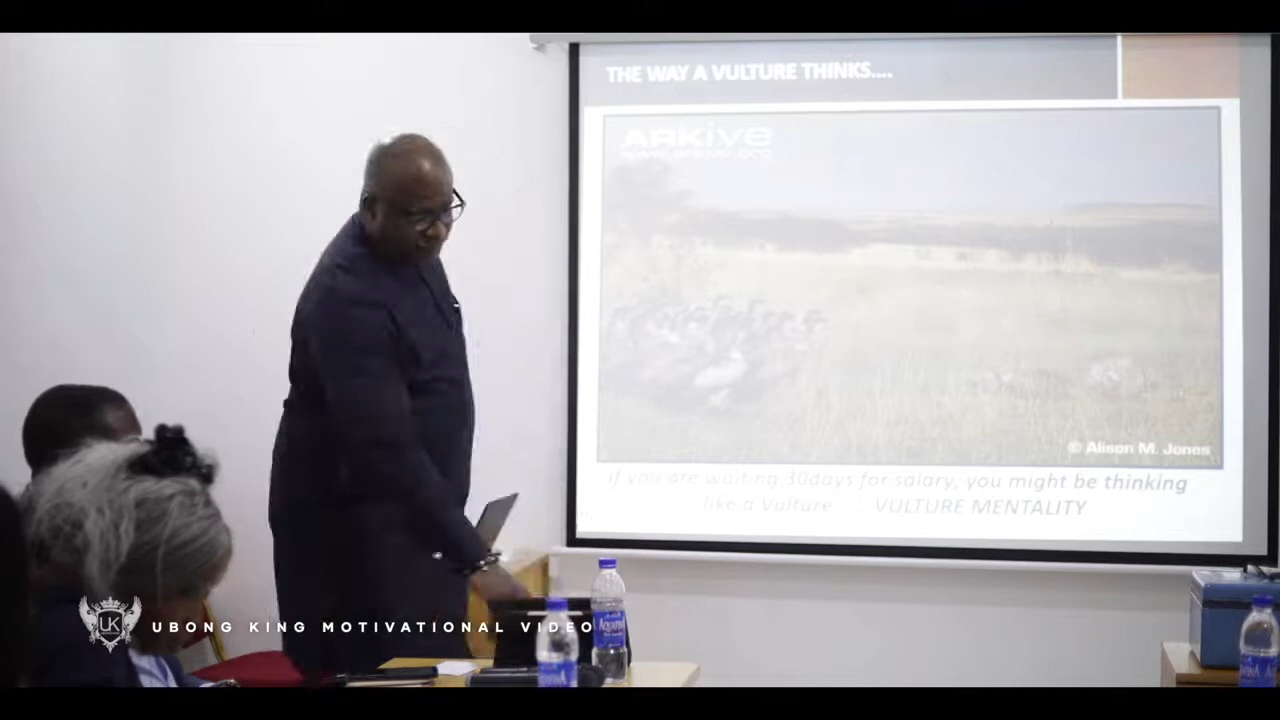 THE WAY A VULTURE THINKS....
ARKive
© Alison M. Jones
If you are waiting 30days for salary, you might be thinking
like a Vulture VULTURE MENTALITY
UK
UBONG KING MOTIVATIONAL VIDEO
Aquafina